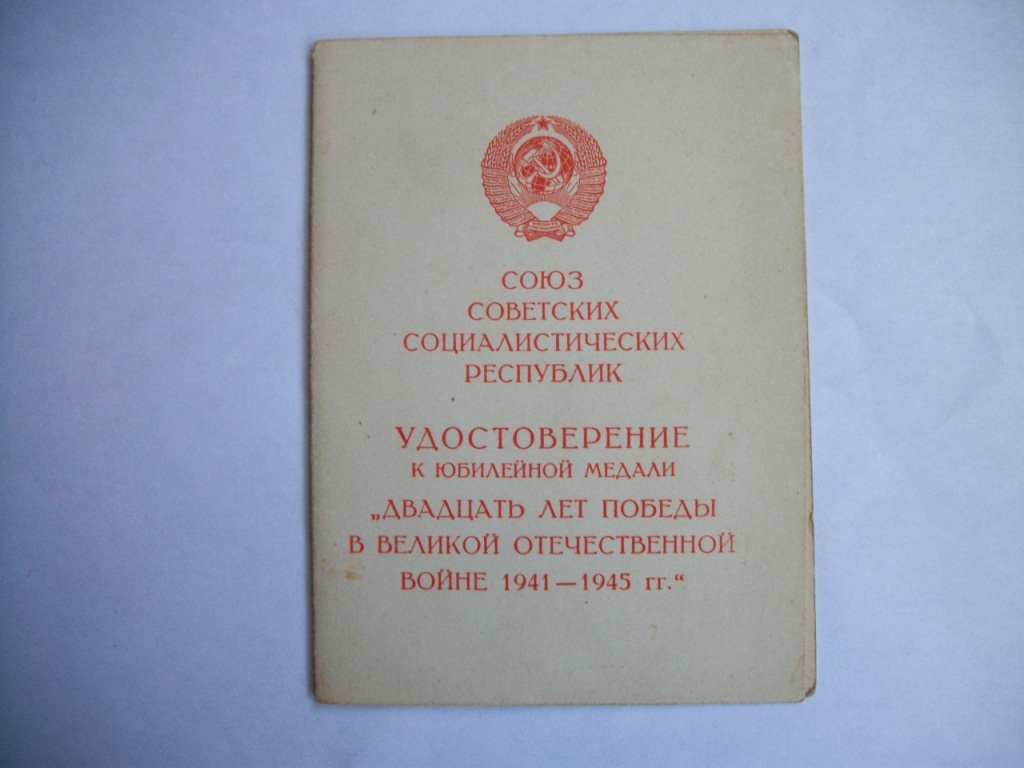 СОЮЗ
СОВЕТСКИХ
СОЦИАЛИСТИЧЕСКИХ
РЕСПУБЛИК
УДОСТОВЕРЕНИЕ
К ЮБИЛЕЙНОЙ МЕДАЛИ
„ДВАДЦАТЬ ЛЕТ ПОБЕДЫ
В ВЕЛИКОЙ ОТЕЧЕСТВЕННОЙ
ВОЙНЕ 1941—1945 гг.“